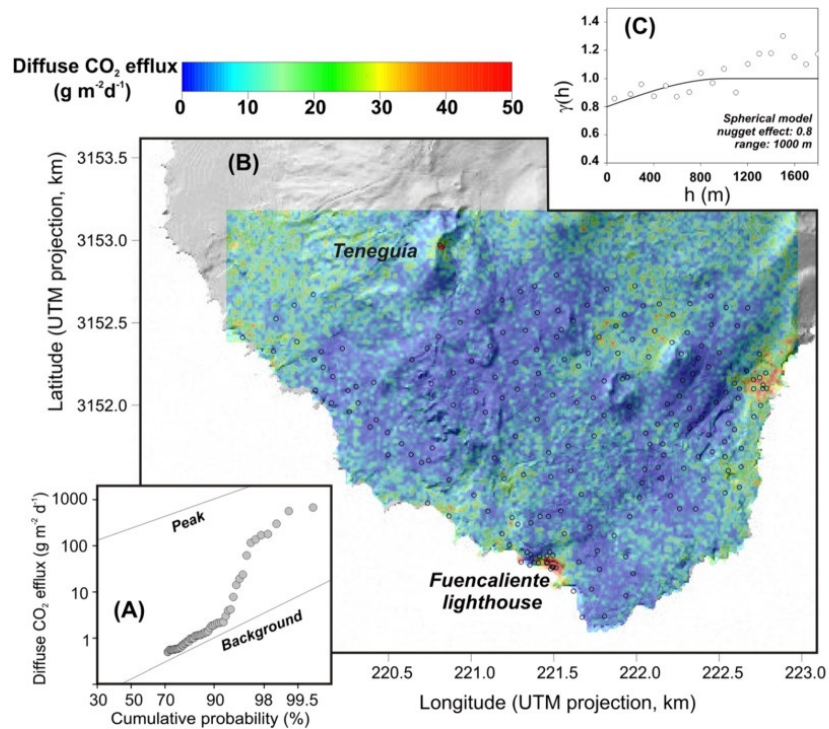 Diffuse CO₂ efflux
(g m⁻²d⁻¹)
0 10 20 30 40 50
(C)
γ(h)
1.4
1.2
1.0
0.8
0.6
0.4
Spherical model
nugget effect: 0.8
range: 1000 m
0 400 800 1200 1600
h (m)
(B)
Latitude (UTM projection, km)
3153.5
3153.0
3152.5
3152.0
Teneguía
Fuencaliente
lighthouse
220.5 221.0 221.5 222.0 222.5 223.0
Longitude (UTM projection, km)
Diffuse CO₂ efflux (g m⁻² d⁻¹)
1000
100
10
1
Peak
(A)
Background
30 50 70 90 98 99.5
Cumulative probability (%)